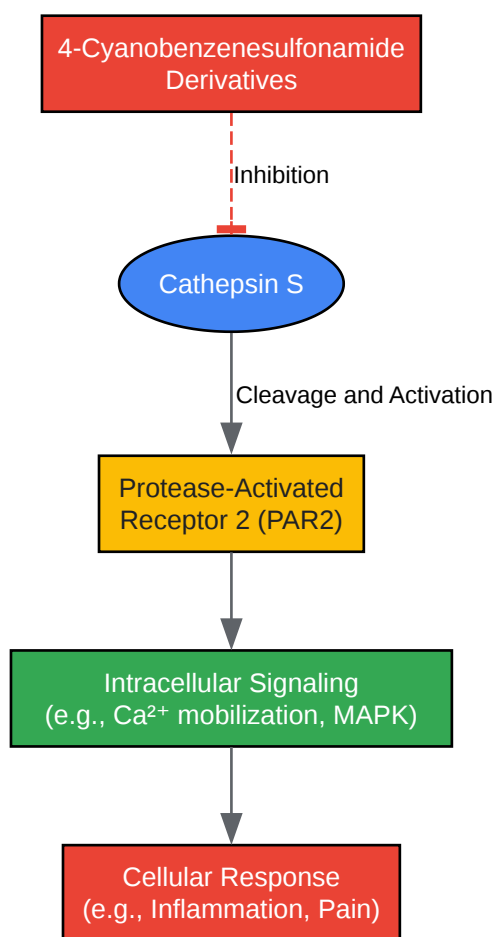 4-Cyanobenzenesulfonamide
Derivatives
Inhibition
Cathepsin S
Cleavage and Activation
Protease-Activated
Receptor 2 (PAR2)
Intracellular Signaling
(e.g., Ca²⁺ mobilization, MAPK)
Cellular Response
(e.g., Inflammation, Pain)